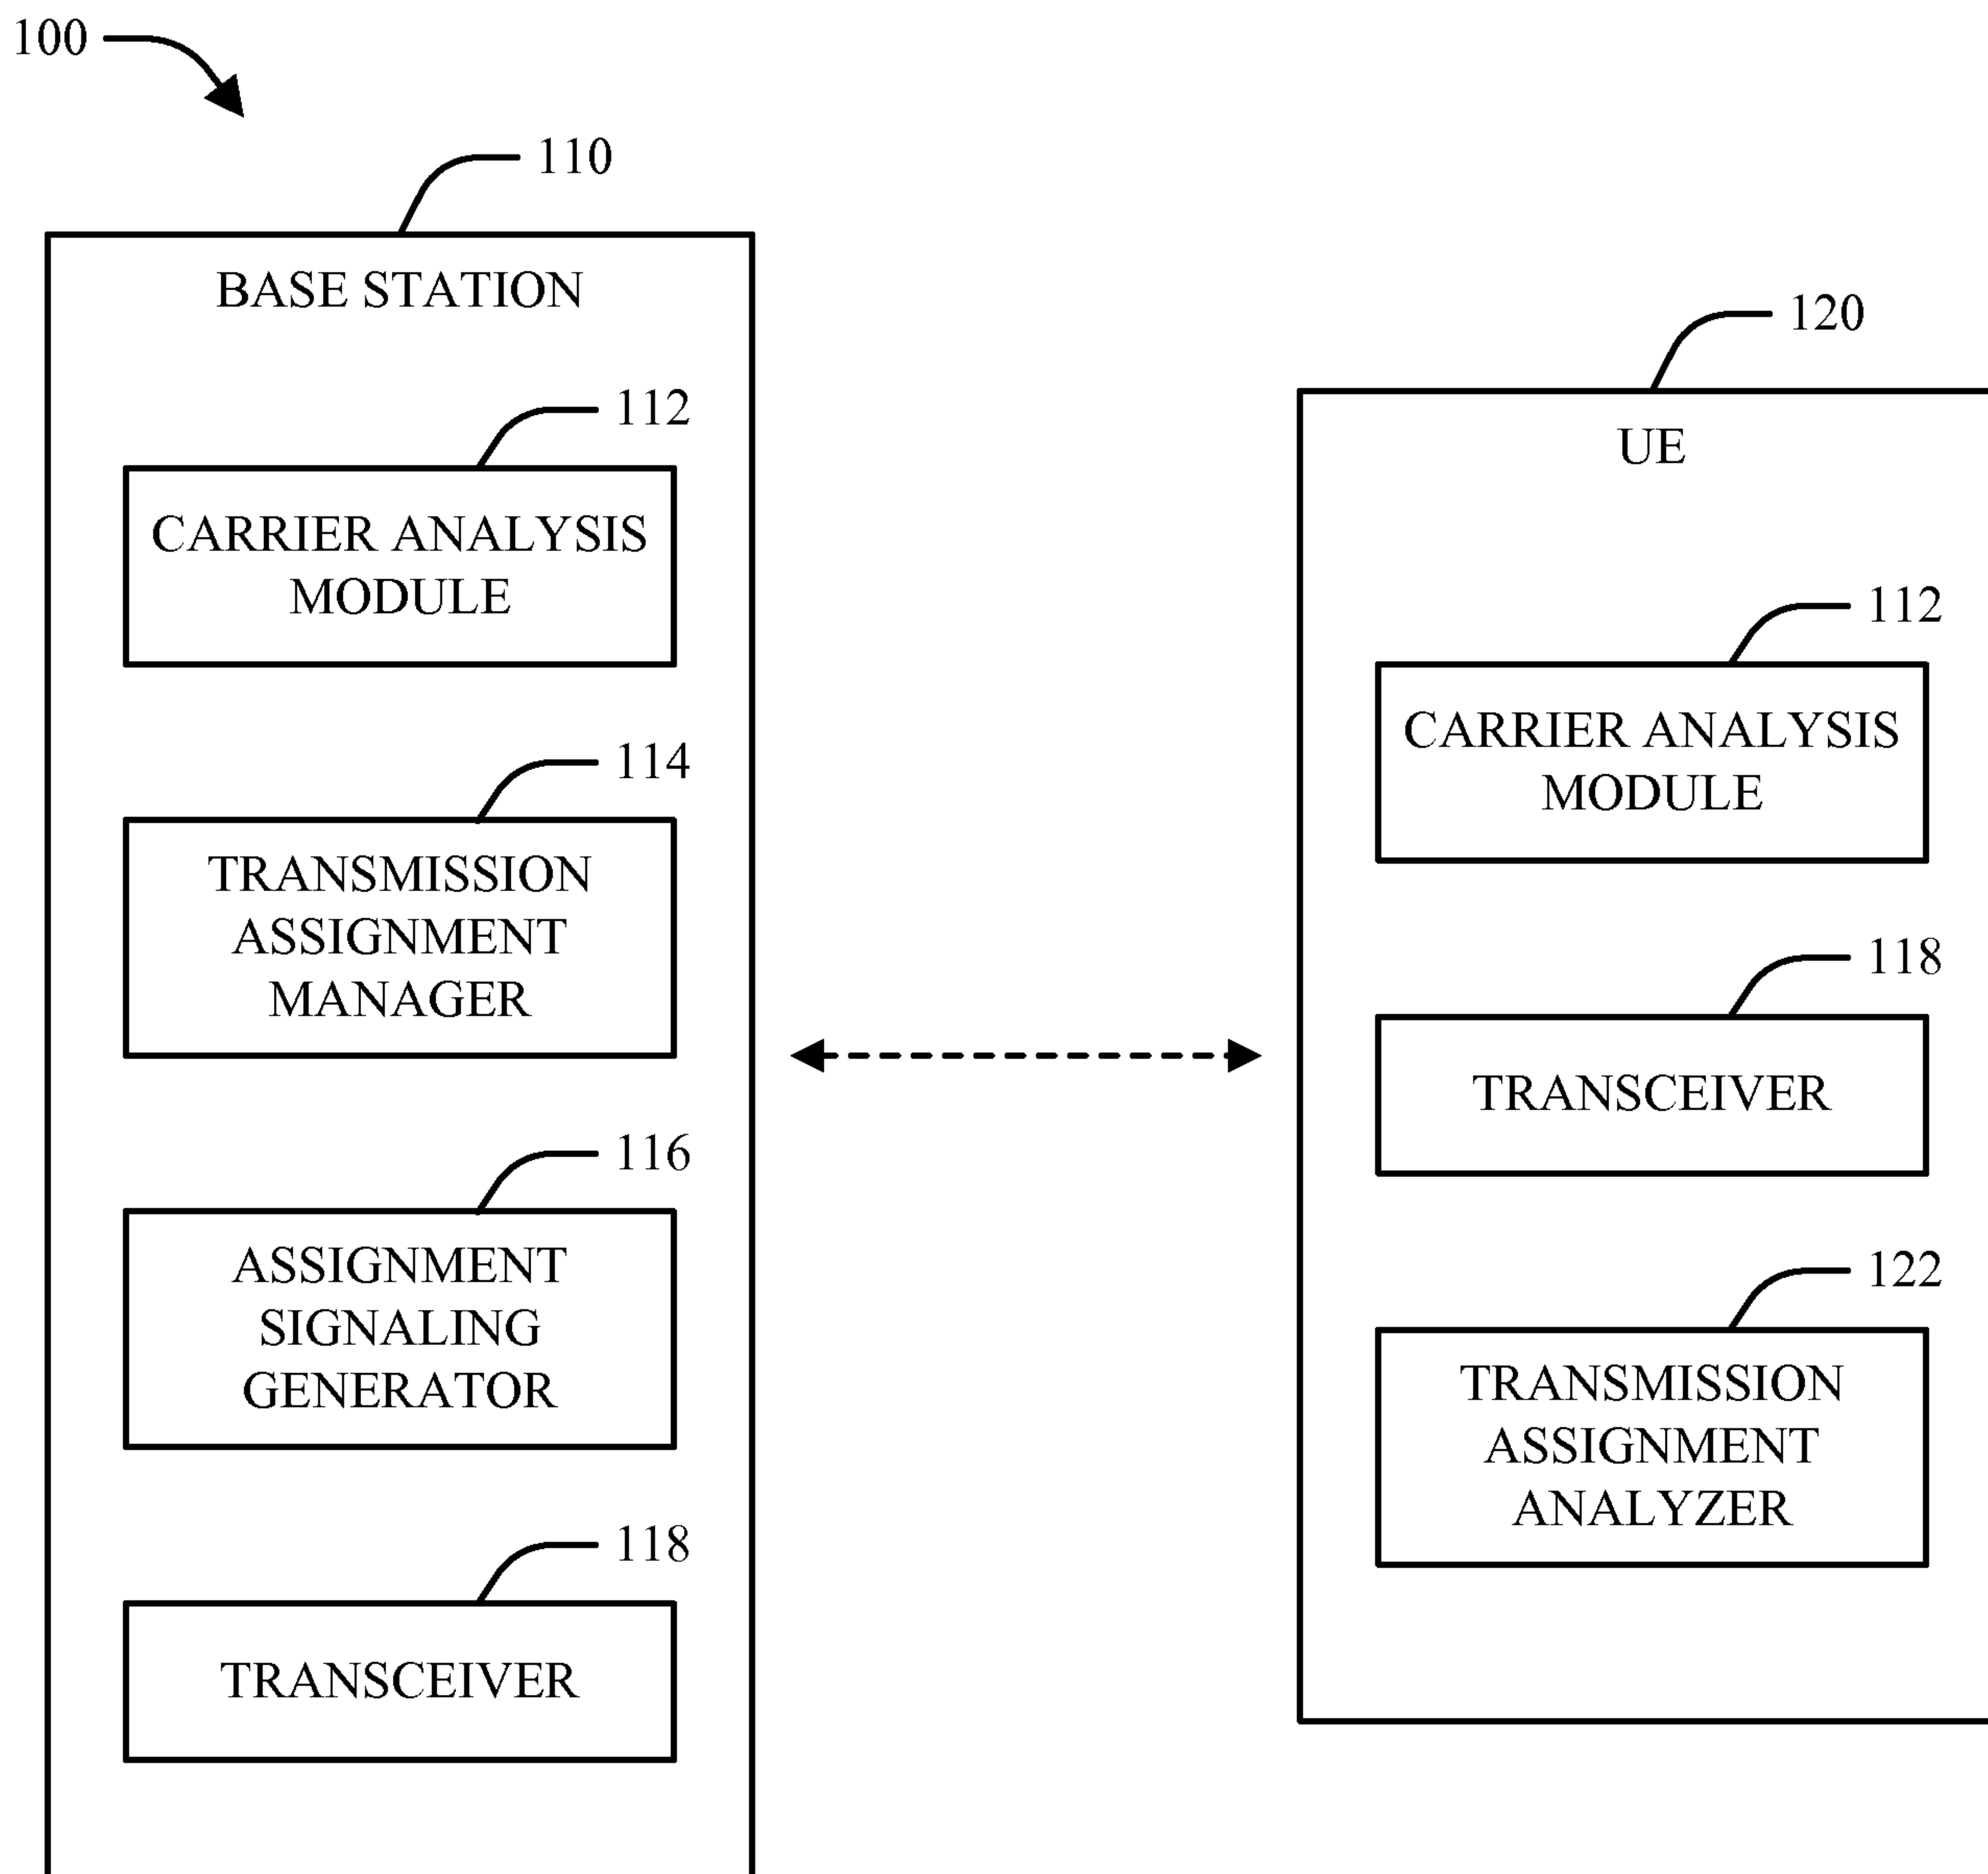 100
110
BASE STATION
112
CARRIER ANALYSIS
MODULE
114
TRANSMISSION
ASSIGNMENT
MANAGER
116
ASSIGNMENT
SIGNALING
GENERATOR
118
TRANSCEIVER
120
UE
112
CARRIER ANALYSIS
MODULE
118
TRANSCEIVER
122
TRANSMISSION
ASSIGNMENT
ANALYZER